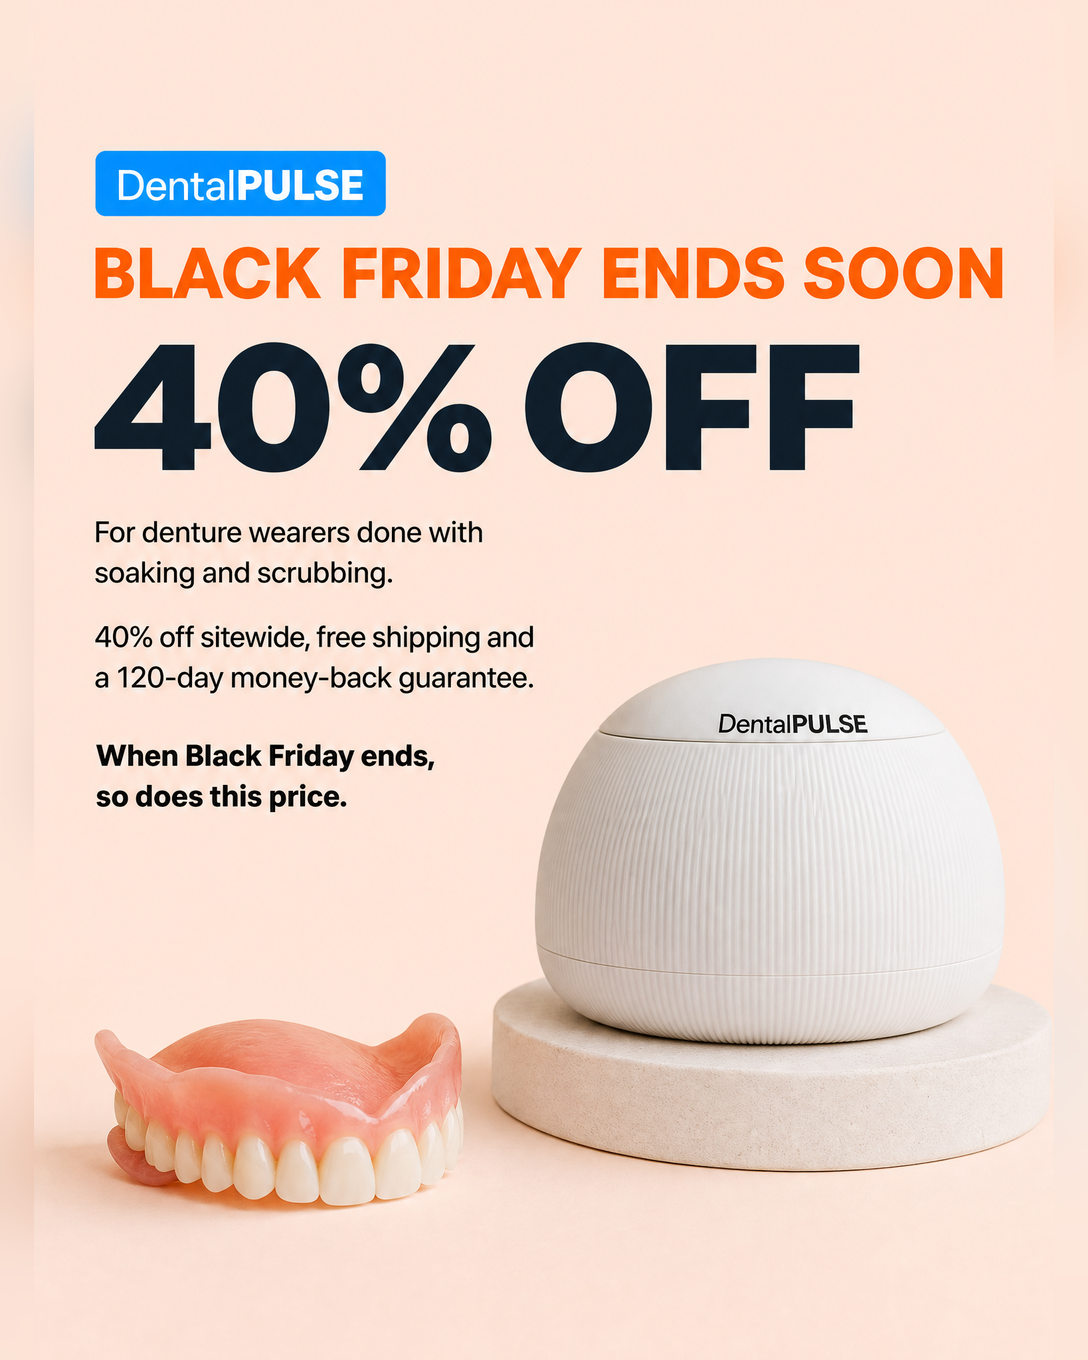 DentalPULSE
BLACK FRIDAY ENDS SOON
40% OFF
For denture wearers done with
soaking and scrubbing.
40% off sitewide, free shipping and
a 120-day money-back guarantee.
When Black Friday ends,
so does this price.
DentalPULSE